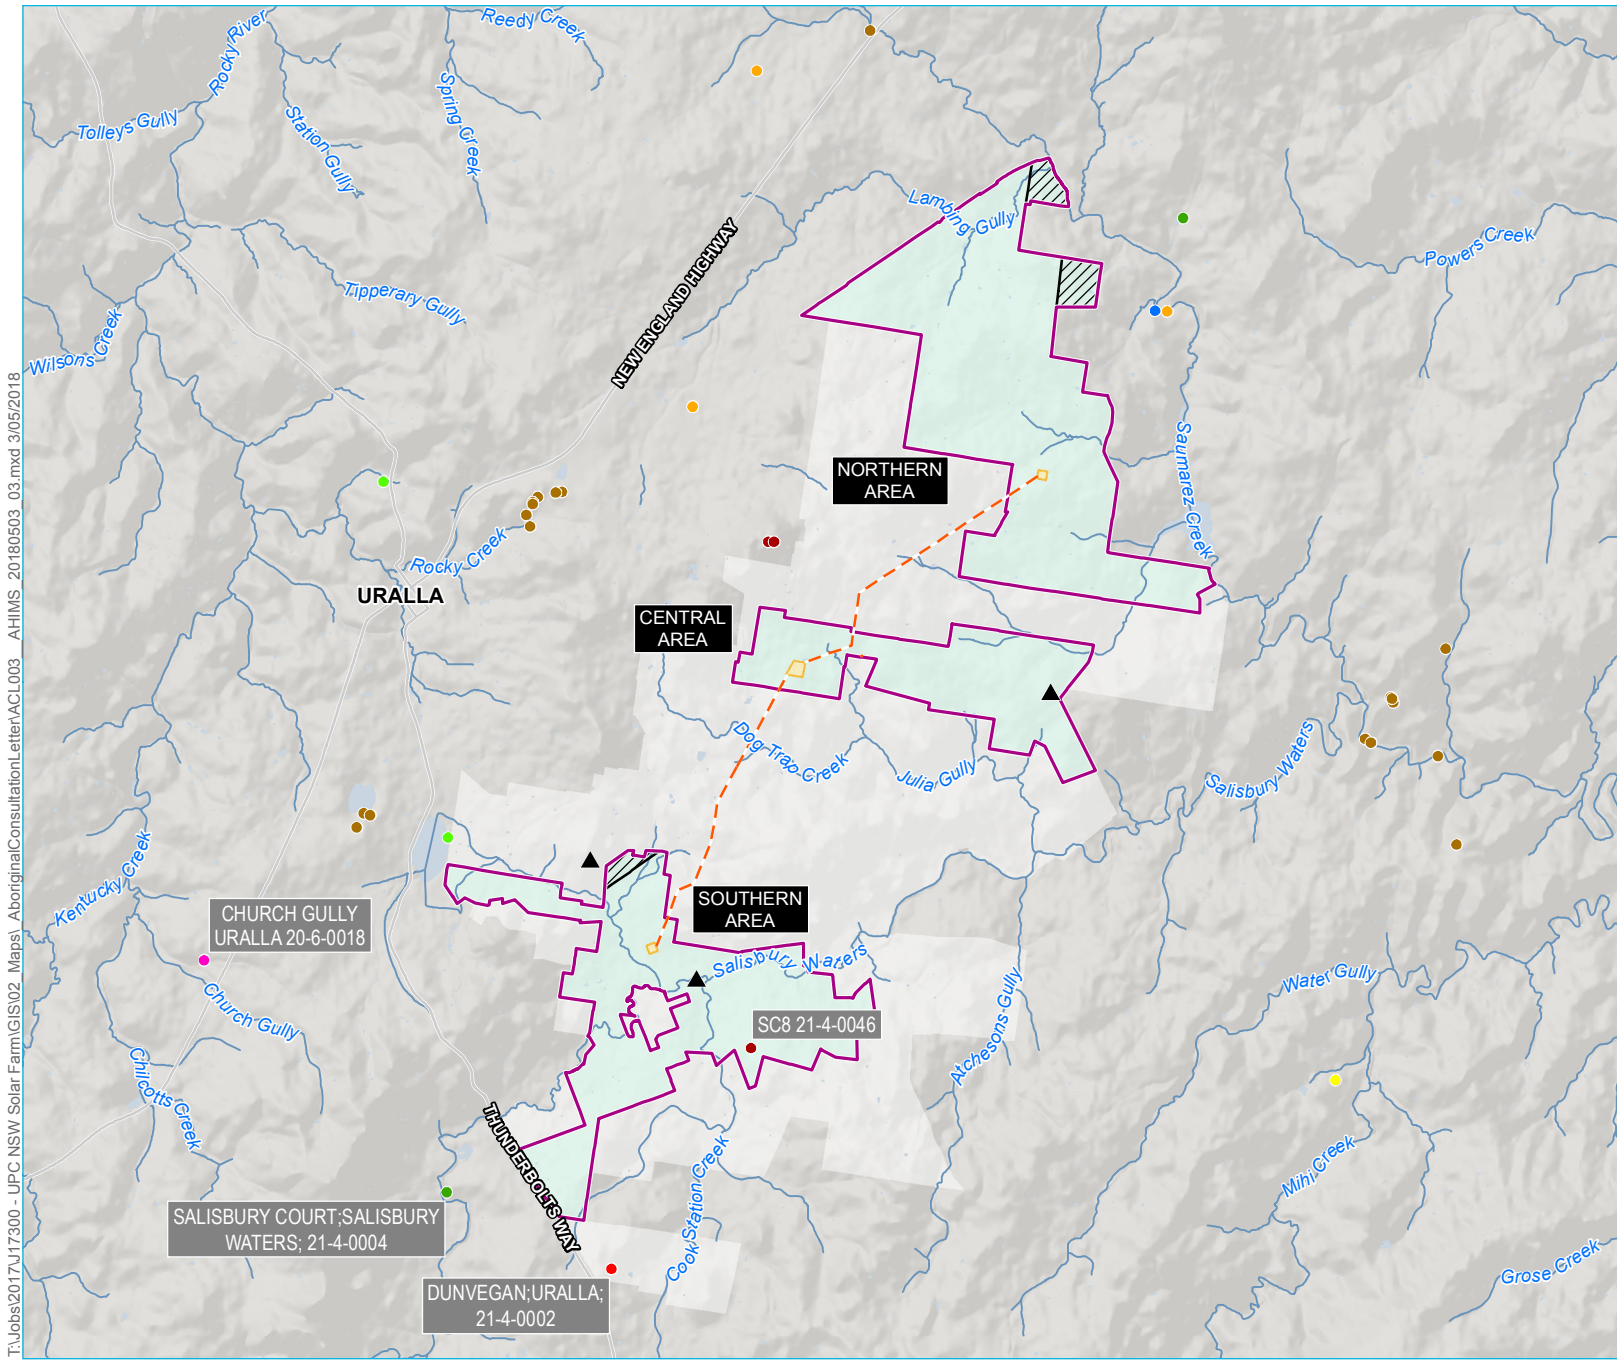 Reedy Creek
Rocky River
Spring Creek
Tolleys Gully
Station Gully
Lambing Gully
Powers Creek
NEW ENGLAND HIGHWAY
Tipperary Gully
Wilsons Creek
NORTHERN
AREA
Saumarez Creek
Rocky Creek
URALLA
CENTRAL
AREA
Dog Trap Creek
Julia Gully
Salisbury Waters
Kentucky Creek
SOUTHERN
AREA
CHURCH GULLY
URALLA 20-6-0018
Salisbury Waters
Water Gully
Church Gully
SC8 21-4-0046
Atchesons Gully
Chilcotts Creek
THUNDERBOLTS WAY
Cook Station Creek
Mihi Creek
SALISBURY COURT;SALISBURY
WATERS; 21-4-0004
Grose Creek
DUNVEGAN;URALLA;
21-4-0002
T:\Jobs\2017\J17300 - UPC NSW Solar Farm\GIS\02_Maps\_AboriginalConsultationLetter\ACL003___AHIMS_20180503_03.mxd 3/05/2018